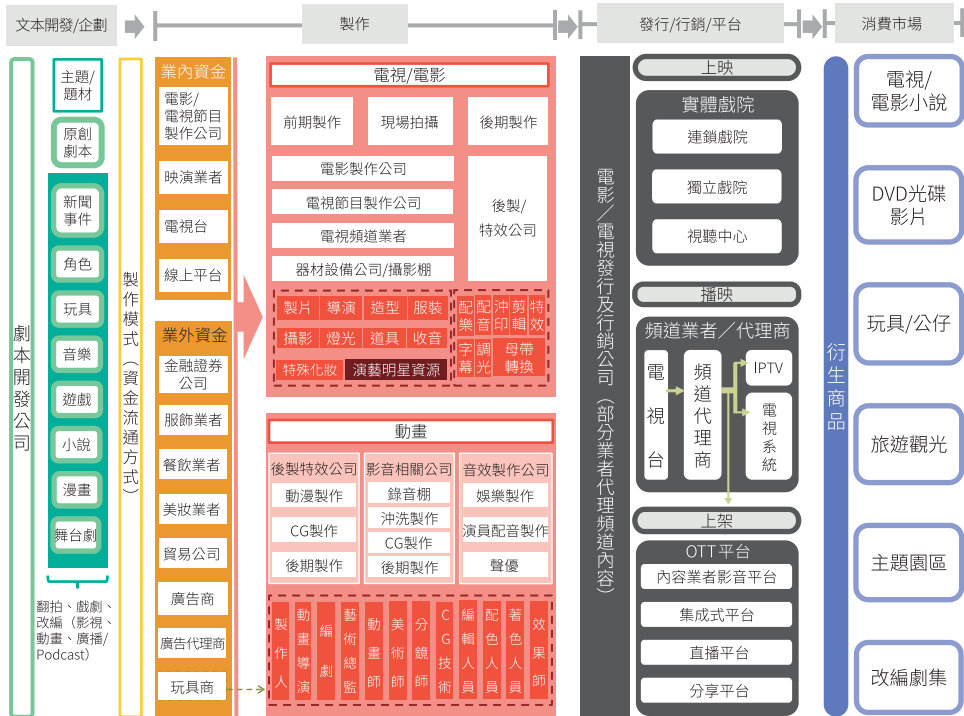 文本開發/企劃
製作
發行/行銷/平台
消費市場
劇本開發公司
主題/
題材
原創
劇本
新聞
事件
角色
玩具
音樂
遊戲
小說
漫畫
舞台劇
翻拍、戲劇、
改編（影視、
動畫、廣播/
Podcast）
製作模式（資金流通方式）
業內資金
電影/
電視節目
製作公司
映演業者
電視台
線上平台
業外資金
金融證券
公司
服飾業者
餐飲業者
美妝業者
貿易公司
廣告商
廣告代理商
玩具商
電視/電影
前期製作
現場拍攝
後期製作
電影製作公司
電視節目製作公司
電視頻道業者
器材設備公司/攝影棚
後製/
特效公司
製片
導演
造型
服裝
攝影
燈光
道具
收音
特殊化妝
演藝明星資源
配樂
配音
沖印
剪輯
特效
字幕
調光
母帶
轉換
動畫
後製特效公司
動漫製作
CG製作
後期製作
影音相關公司
錄音棚
沖洗製作
CG製作
後期製作
音效製作公司
娛樂製作
演員配音製作
聲優
製作人
動畫導演
編劇
藝術總監
動畫師
美術師
分鏡師
CG技術
編輯人員
配色人員
著色人員
效果師
電影／電視發行及行銷公司（部分業者代理頻道內容）
上映
實體戲院
連鎖戲院
獨立戲院
視聽中心
播映
頻道業者／代理商
電視台
頻道代理商
IPTV
電視系統
上架
OTT平台
內容業者影音平台
集成式平台
直播平台
分享平台
衍生商品
電視/
電影小說
DVD光碟
影片
玩具/公仔
旅遊觀光
主題園區
改編劇集